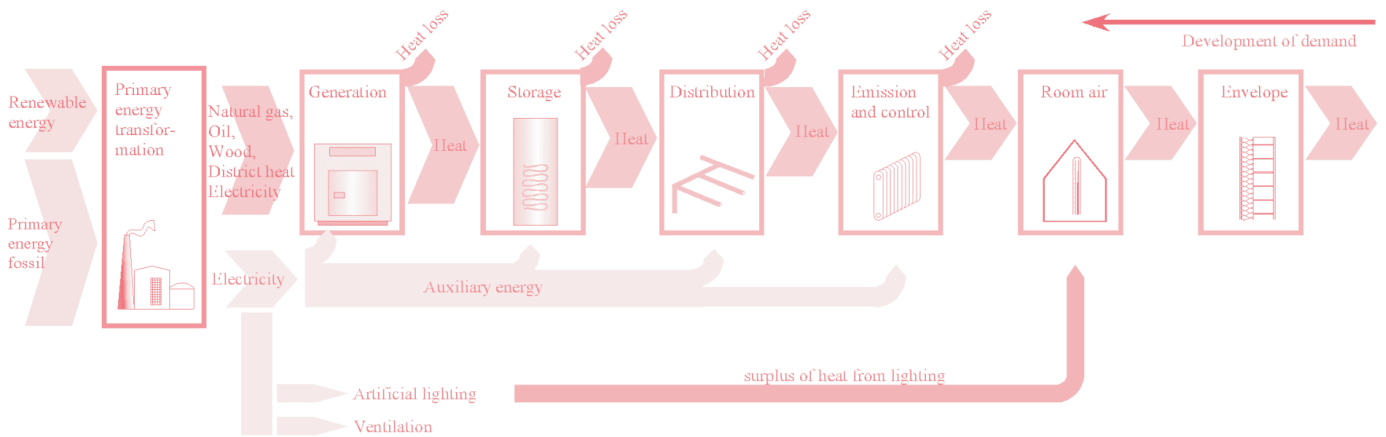 Heat loss
Heat loss
Heat loss
Heat loss
Development of demand
Renewable
energy
Primary
energy
transfor-
mation
Natural gas,
Oil,
Wood,
District heat
Electricity
Generation
Heat
Storage
Heat
Distribution
Heat
Emission
and control
Heat
Room air
Heat
Envelope
Heat
Primary
energy
fossil
Electricity
Auxiliary energy
surplus of heat from lighting
Artificial lighting
Ventilation